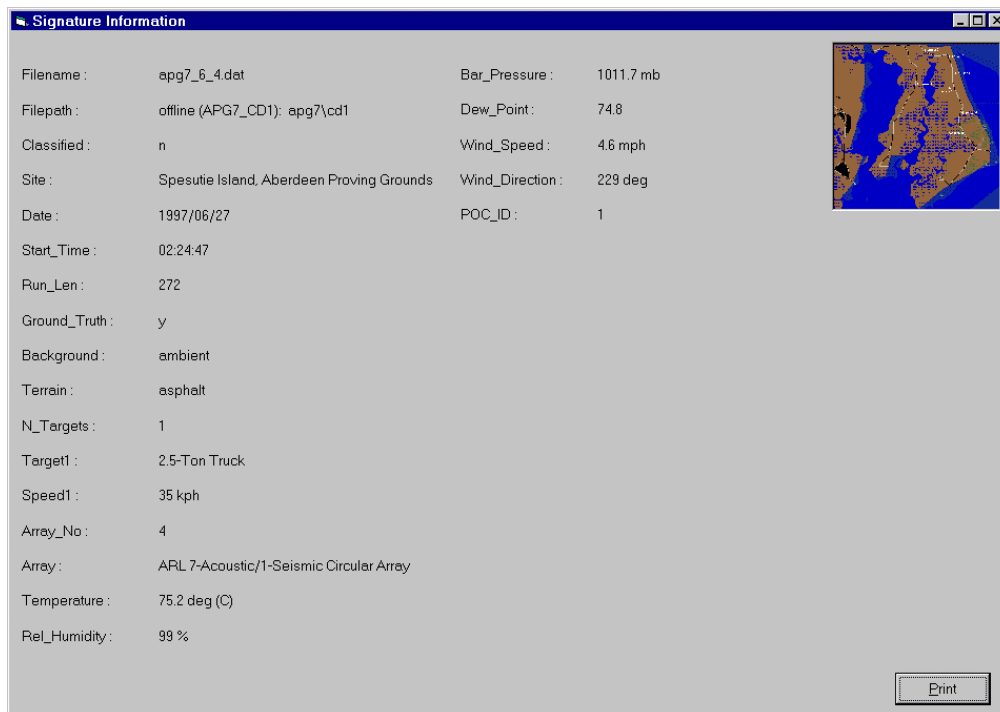 Signature Information
Filename : apg7_6_4.dat
Filepath : offline (APG7_CD1): apg7\cd1
Classified : n
Site : Spesutie Island, Aberdeen Proving Grounds
Date : 1997/06/27
Start_Time : 02:24:47
Run_Len : 272
Ground_Truth : y
Background : ambient
Terrain : asphalt
N_Targets : 1
Target1 : 2.5-Ton Truck
Speed1 : 35 kph
Array_No : 4
Array : ARL 7-Acoustic/1-Seismic Circular Array
Temperature : 75.2 deg (C)
Rel_Humidity : 99 %
Bar_Pressure : 1011.7 mb
Dew_Point : 74.8
Wind_Speed : 4.6 mph
Wind_Direction : 229 deg
POC_ID : 1
Print